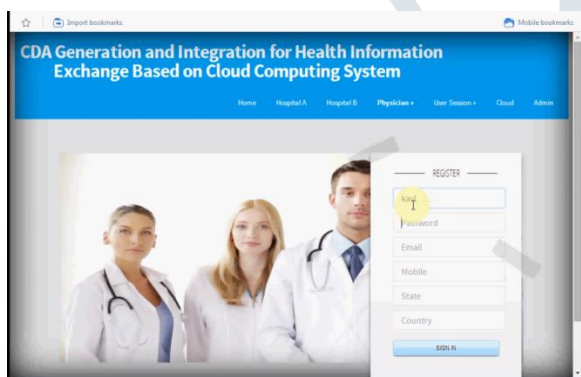 Import bookmarks
Mobile bookmarks
CDA Generation and Integration for Health Information
Exchange Based on Cloud Computing System
Home Hospital A Hospital B Physician User Session Cloud Admin
REGISTER
Password
Email
Mobile
State
Country
SIGN IN